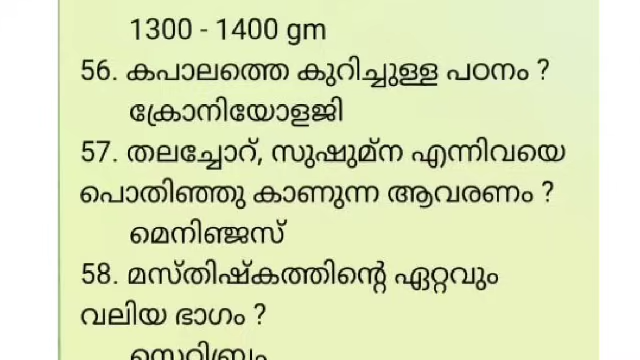 1300 - 1400 gm
56. കപാലത്തെ കുറിച്ചുള്ള പഠനം ?
ക്രോനിയോളജി
57. തലച്ചോറ്, സുഷുമ്ന എന്നിവയെ
പൊതിഞ്ഞു കാണുന്ന ആവരണം ?
മെനിഞ്ജസ്
58. മസ്തിഷ്കത്തിന്റെ ഏറ്റവും
വലിയ ഭാഗം ?
സെറിബ്രം